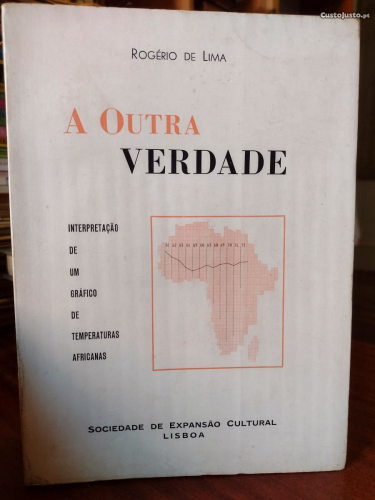 CustoJusto.pt
ROGÉRIO DE LIMA
A OUTRA
VERDADE
INTERPRETAÇÃO
DE
UM
GRÁFICO
DE
TEMPERATURAS
AFRICANAS
SOCIEDADE DE EXPANSÃO CULTURAL
LISBOA